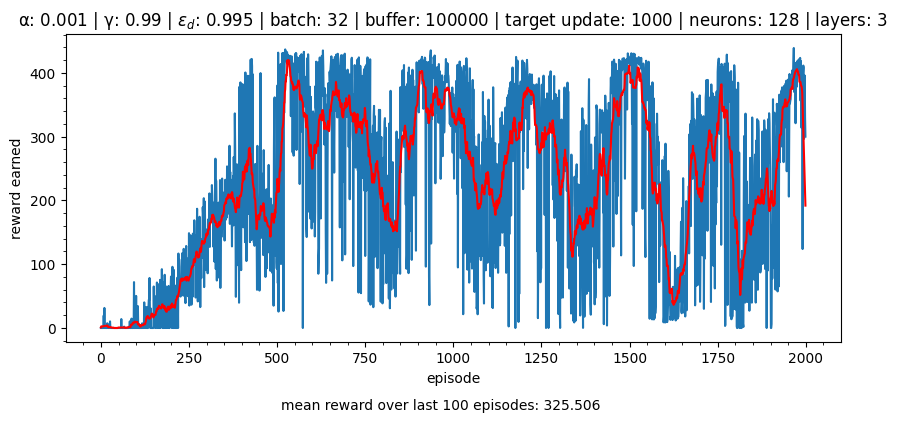 α: 0.001 | γ: 0.99 | ε_d: 0.995 | batch: 32 | buffer: 100000 | target update: 1000 | neurons: 128 | layers: 3
400
300
200
100
0
reward earned
0 250 500 750 1000 1250 1500 1750 2000
episode
mean reward over last 100 episodes: 325.506